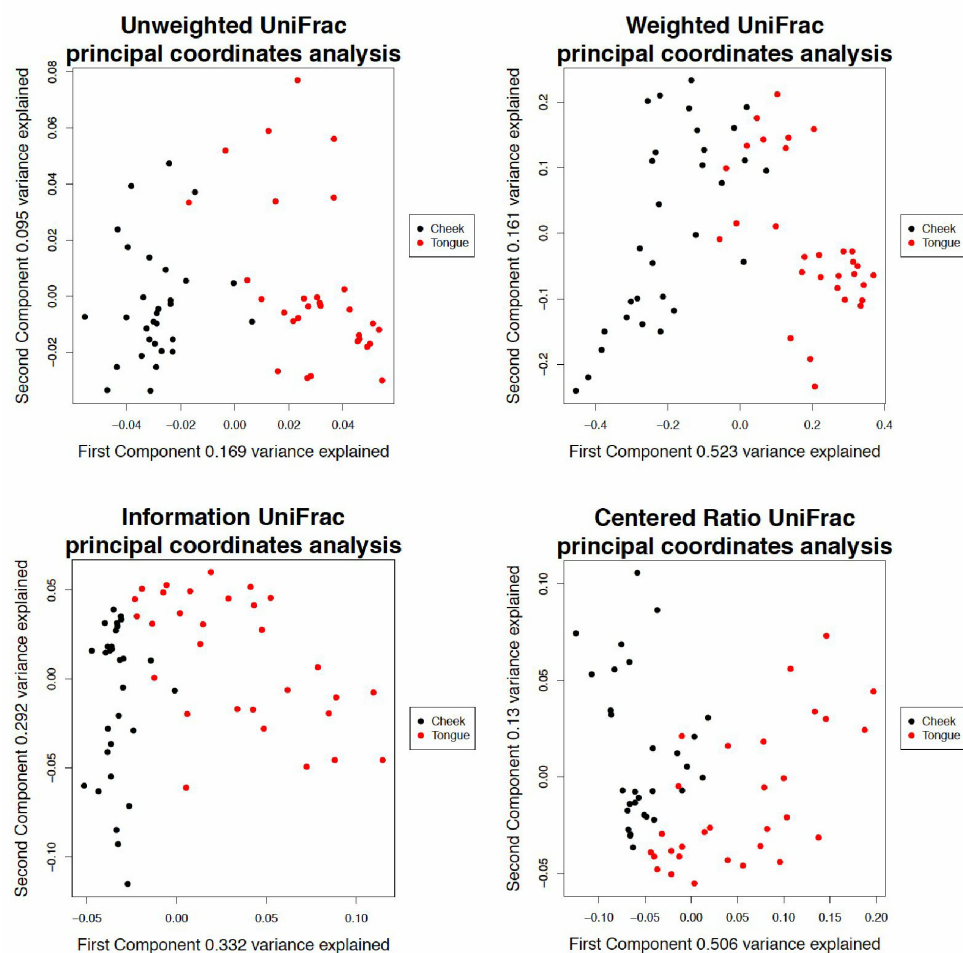 Unweighted UniFrac
principal coordinates analysis
Second Component 0.095 variance explained
0.08
0.06
0.04
0.02
0.00
−0.02
−0.04
−0.02
0.00
0.02
0.04
First Component 0.169 variance explained
Cheek
Tongue
Weighted UniFrac
principal coordinates analysis
Second Component 0.161 variance explained
0.2
0.1
0.0
−0.1
−0.2
−0.4
−0.2
0.0
0.2
0.4
First Component 0.523 variance explained
Cheek
Tongue
Information UniFrac
principal coordinates analysis
Second Component 0.292 variance explained
0.05
0.00
−0.05
−0.10
−0.05
0.00
0.05
0.10
First Component 0.332 variance explained
Cheek
Tongue
Centered Ratio UniFrac
principal coordinates analysis
Second Component 0.13 variance explained
0.10
0.05
0.00
−0.05
−0.10
−0.05
0.00
0.05
0.10
0.15
0.20
First Component 0.506 variance explained
Cheek
Tongue